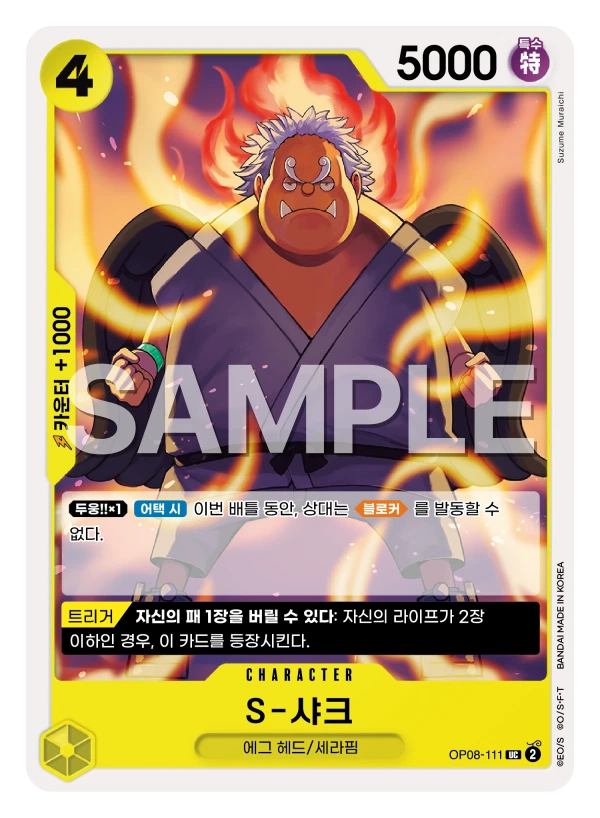 4
5000
특수
特
Suzume Muraichi
카운터 +1000
SAMPLE
두웅!!×1 어택 시 이번 배틀 동안, 상대는 블로커 를 발동할 수
없다.
트리거 자신의 패 1장을 버릴 수 있다: 자신의 라이프가 2장
이하인 경우, 이 카드를 등장시킨다.
CHARACTER
S-샤크
에그 헤드/세라핌
OP08-111 UC 2
©EO/S ©O/S·F·T BANDAI MADE IN KOREA